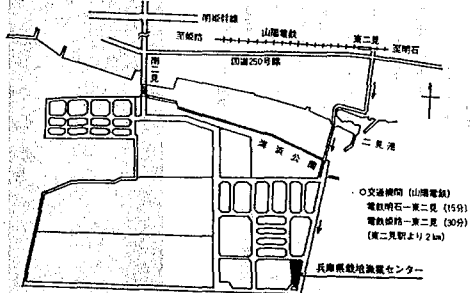 明姫幹線
至姫路
山陽電鉄
東二見
至明石
国道250号線
南二見
海浜公園
二見港
○交通機関 (山陽電鉄)
電鉄明石一東二見 (15分)
電鉄姫路一東二見 (30分)
(東二見駅より2km)
兵庫県栽培漁業センター